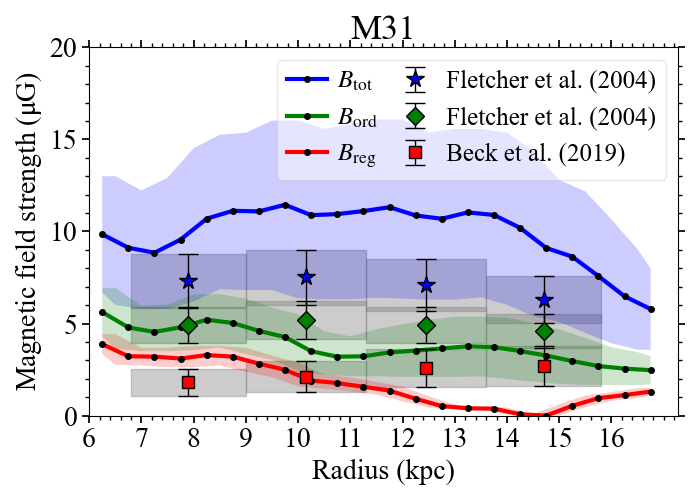 M31
Magnetic field strength (μG)
20
15
10
5
0
B_tot
B_ord
B_reg
Fletcher et al. (2004)
Fletcher et al. (2004)
Beck et al. (2019)
6 7 8 9 10 11 12 13 14 15 16
Radius (kpc)